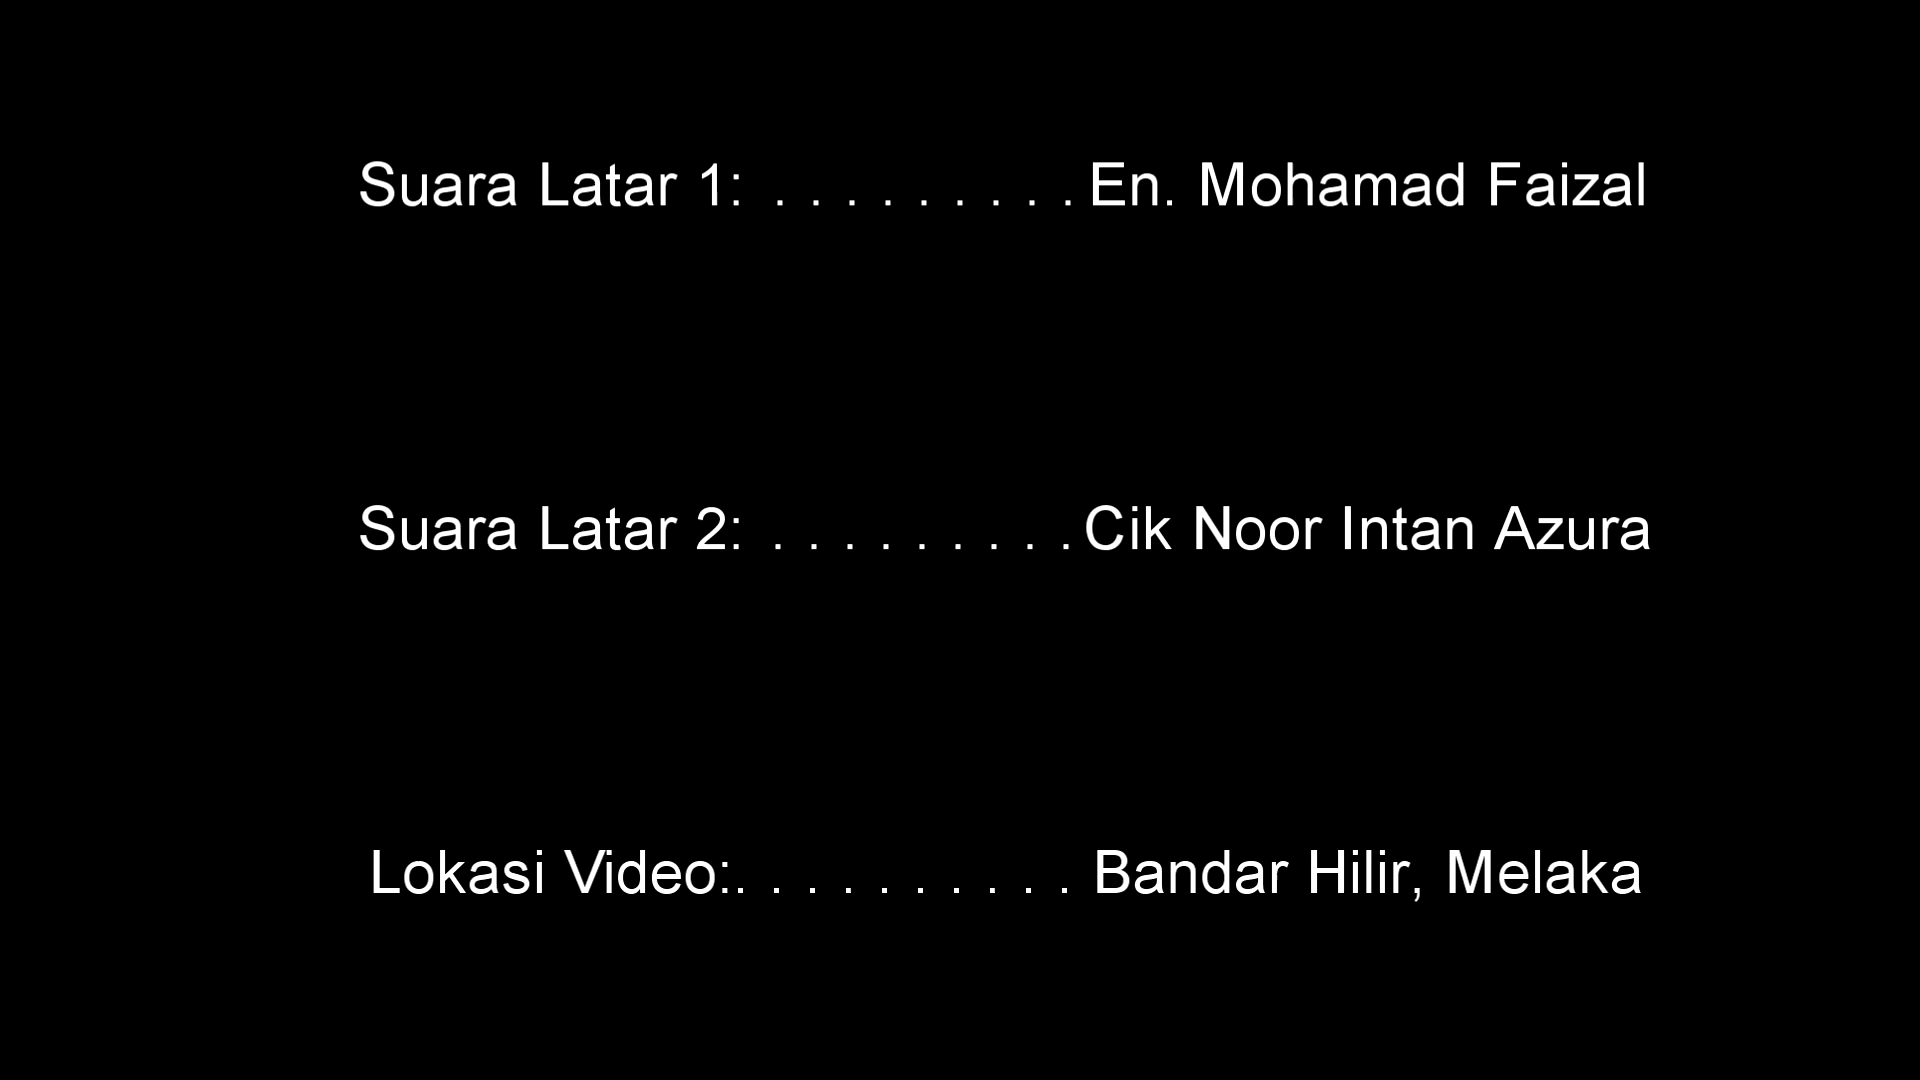 Suara Latar 1: . . . . . . . . . En. Mohamad Faizal
Suara Latar 2: . . . . . . . . . Cik Noor Intan Azura
Lokasi Video:. . . . . . . . . . Bandar Hilir, Melaka